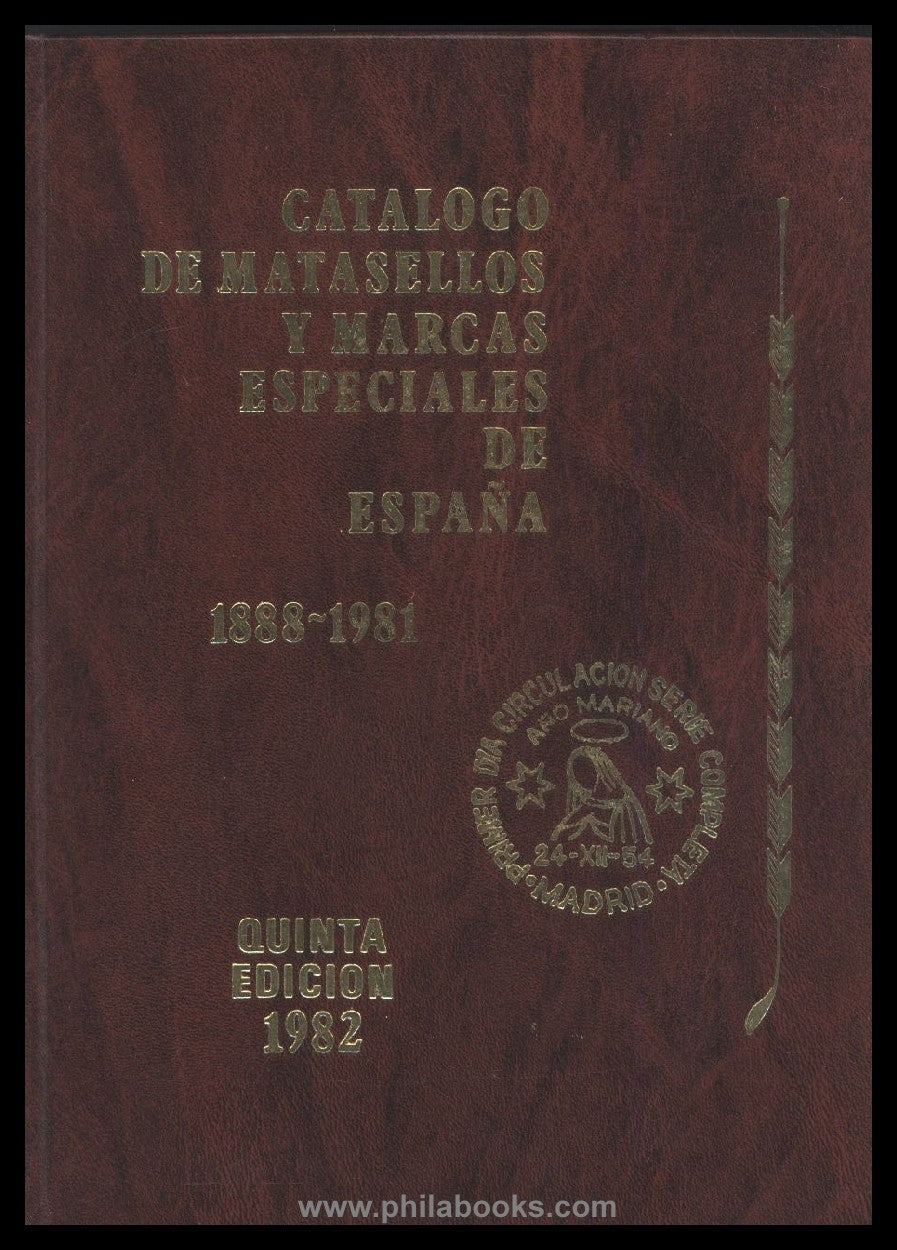 CATALOGO
DE MATASELLOS
Y MARCAS
ESPECIALES
DE
ESPAÑA
1888~1981
PRIMER DIA CIRCULACION SERIE COMPLETA
AÑO MARIANO
24-XII-54
·MADRID·
QUINTA
EDICION
1982
www.philabooks.com